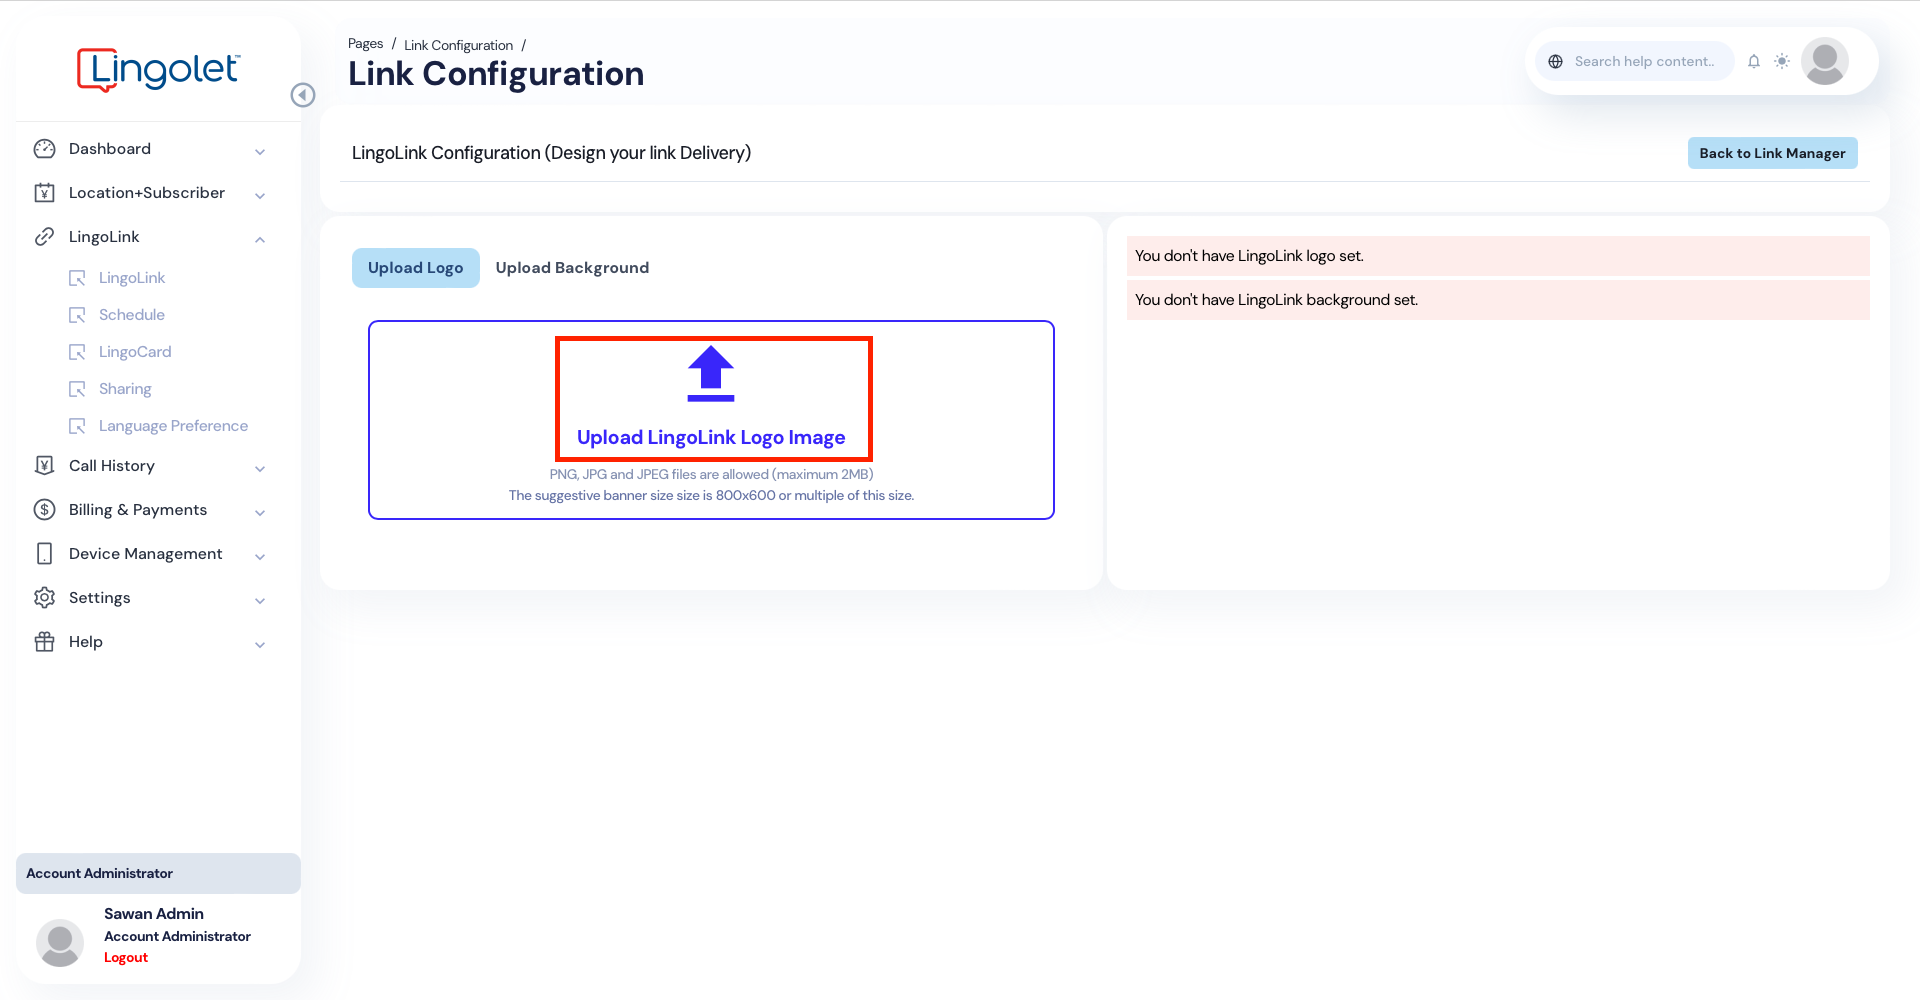 Lingolet™
Dashboard
Location+Subscriber
LingoLink
LingoLink
Schedule
LingoCard
Sharing
Language Preference
Call History
Billing & Payments
Device Management
Settings
Help
Account Administrator
Sawan Admin
Account Administrator
Logout
Pages / Link Configuration /
Link Configuration
Search help content..
LingoLink Configuration (Design your link Delivery)
Back to Link Manager
Upload Logo Upload Background
Upload LingoLink Logo Image
PNG, JPG and JPEG files are allowed (maximum 2MB)
The suggestive banner size size is 800x600 or multiple of this size.
You don't have LingoLink logo set.
You don't have LingoLink background set.